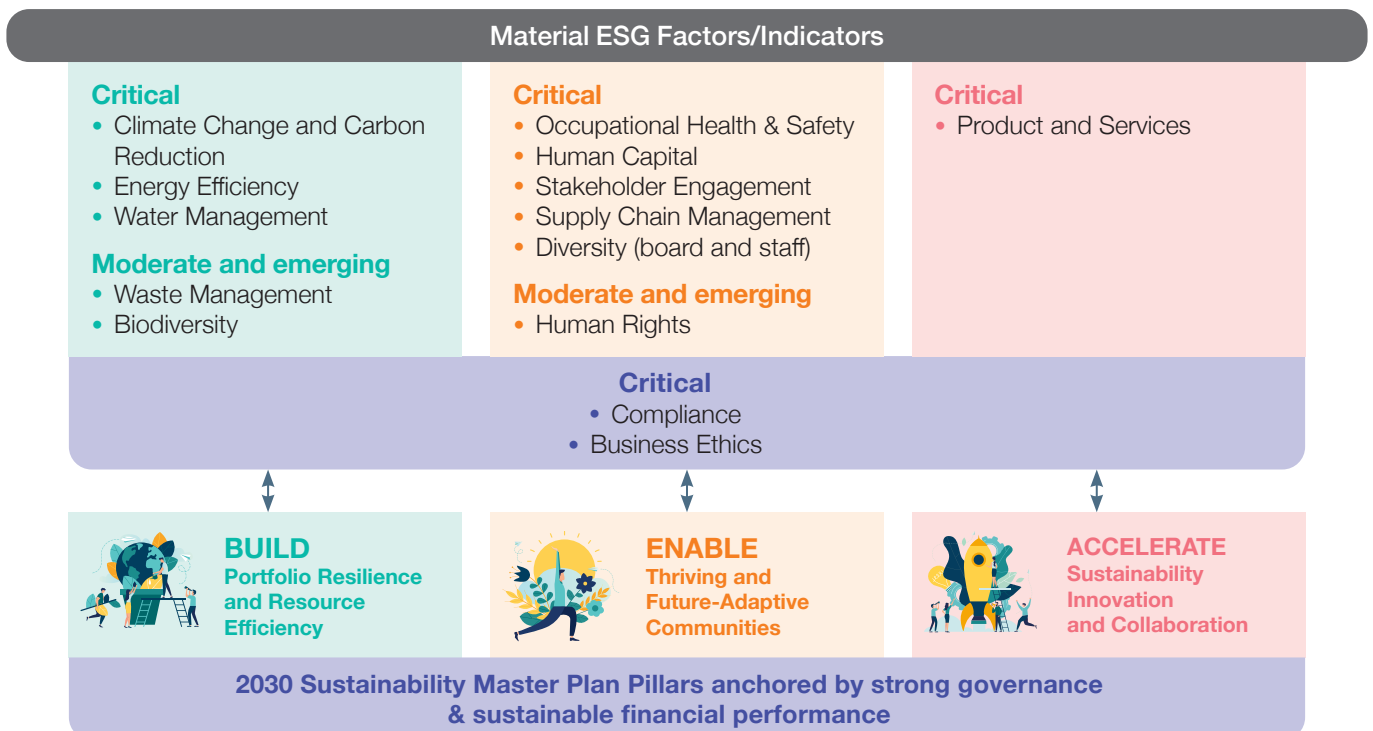 Material ESG Factors/Indicators
Critical
• Climate Change and Carbon
Reduction
• Energy Efficiency
• Water Management
Moderate and emerging
• Waste Management
• Biodiversity
Critical
• Occupational Health & Safety
• Human Capital
• Stakeholder Engagement
• Supply Chain Management
• Diversity (board and staff)
Moderate and emerging
• Human Rights
Critical
• Product and Services
Critical
• Compliance
• Business Ethics
BUILD
Portfolio Resilience
and Resource
Efficiency
ENABLE
Thriving and
Future-Adaptive
Communities
ACCELERATE
Sustainability
Innovation
and Collaboration
2030 Sustainability Master Plan Pillars anchored by strong governance
& sustainable financial performance